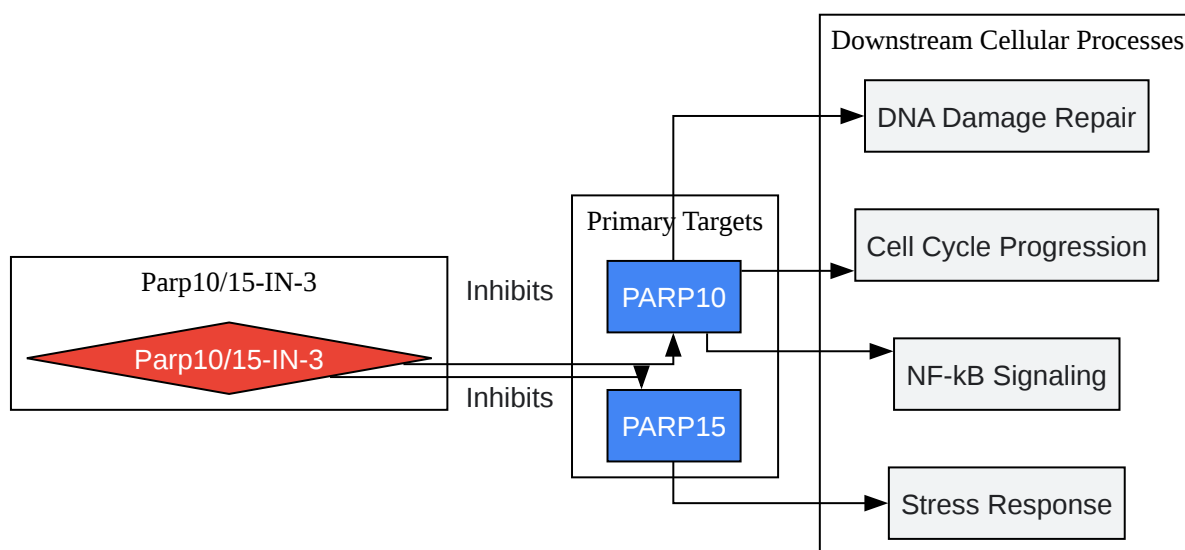 Parp10/15-IN-3
Parp10/15-IN-3
Inhibits
Inhibits
Primary Targets
PARP10
PARP15
Downstream Cellular Processes
DNA Damage Repair
Cell Cycle Progression
NF-kB Signaling
Stress Response